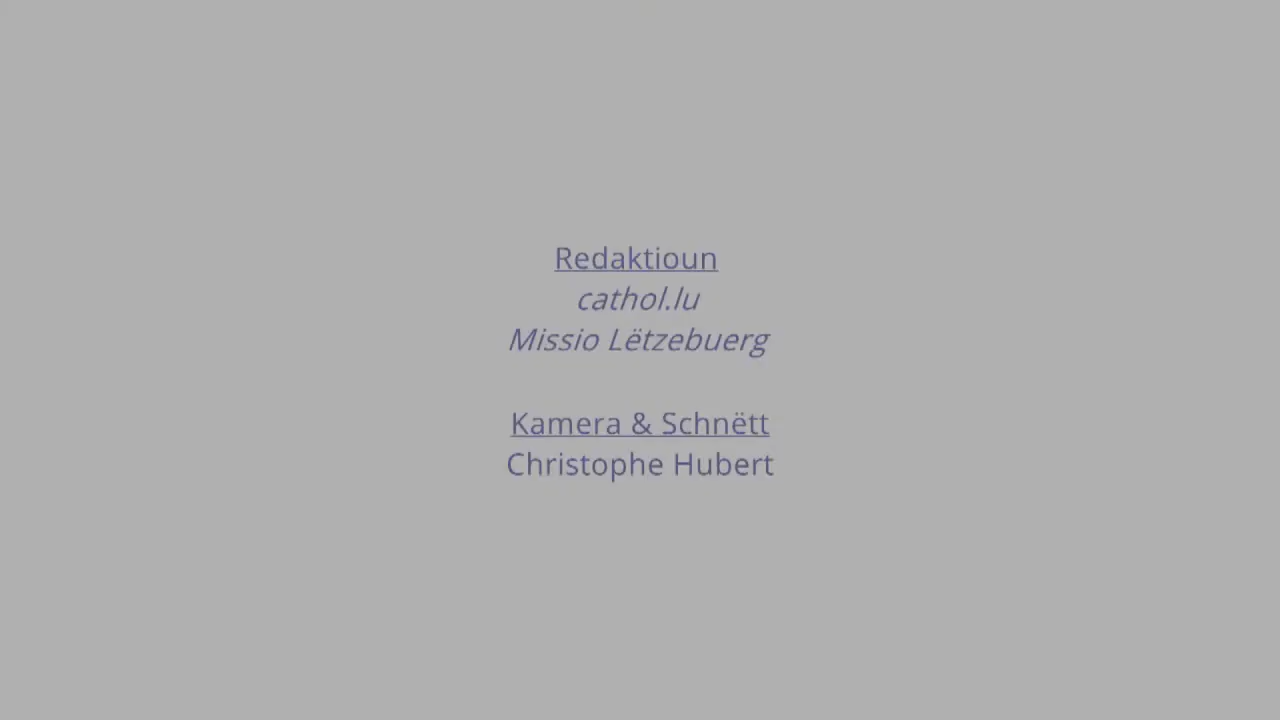 Redaktioun
cathol.lu
Missio Lëtzebuerg
Kamera & Schnëtt
Christophe Hubert